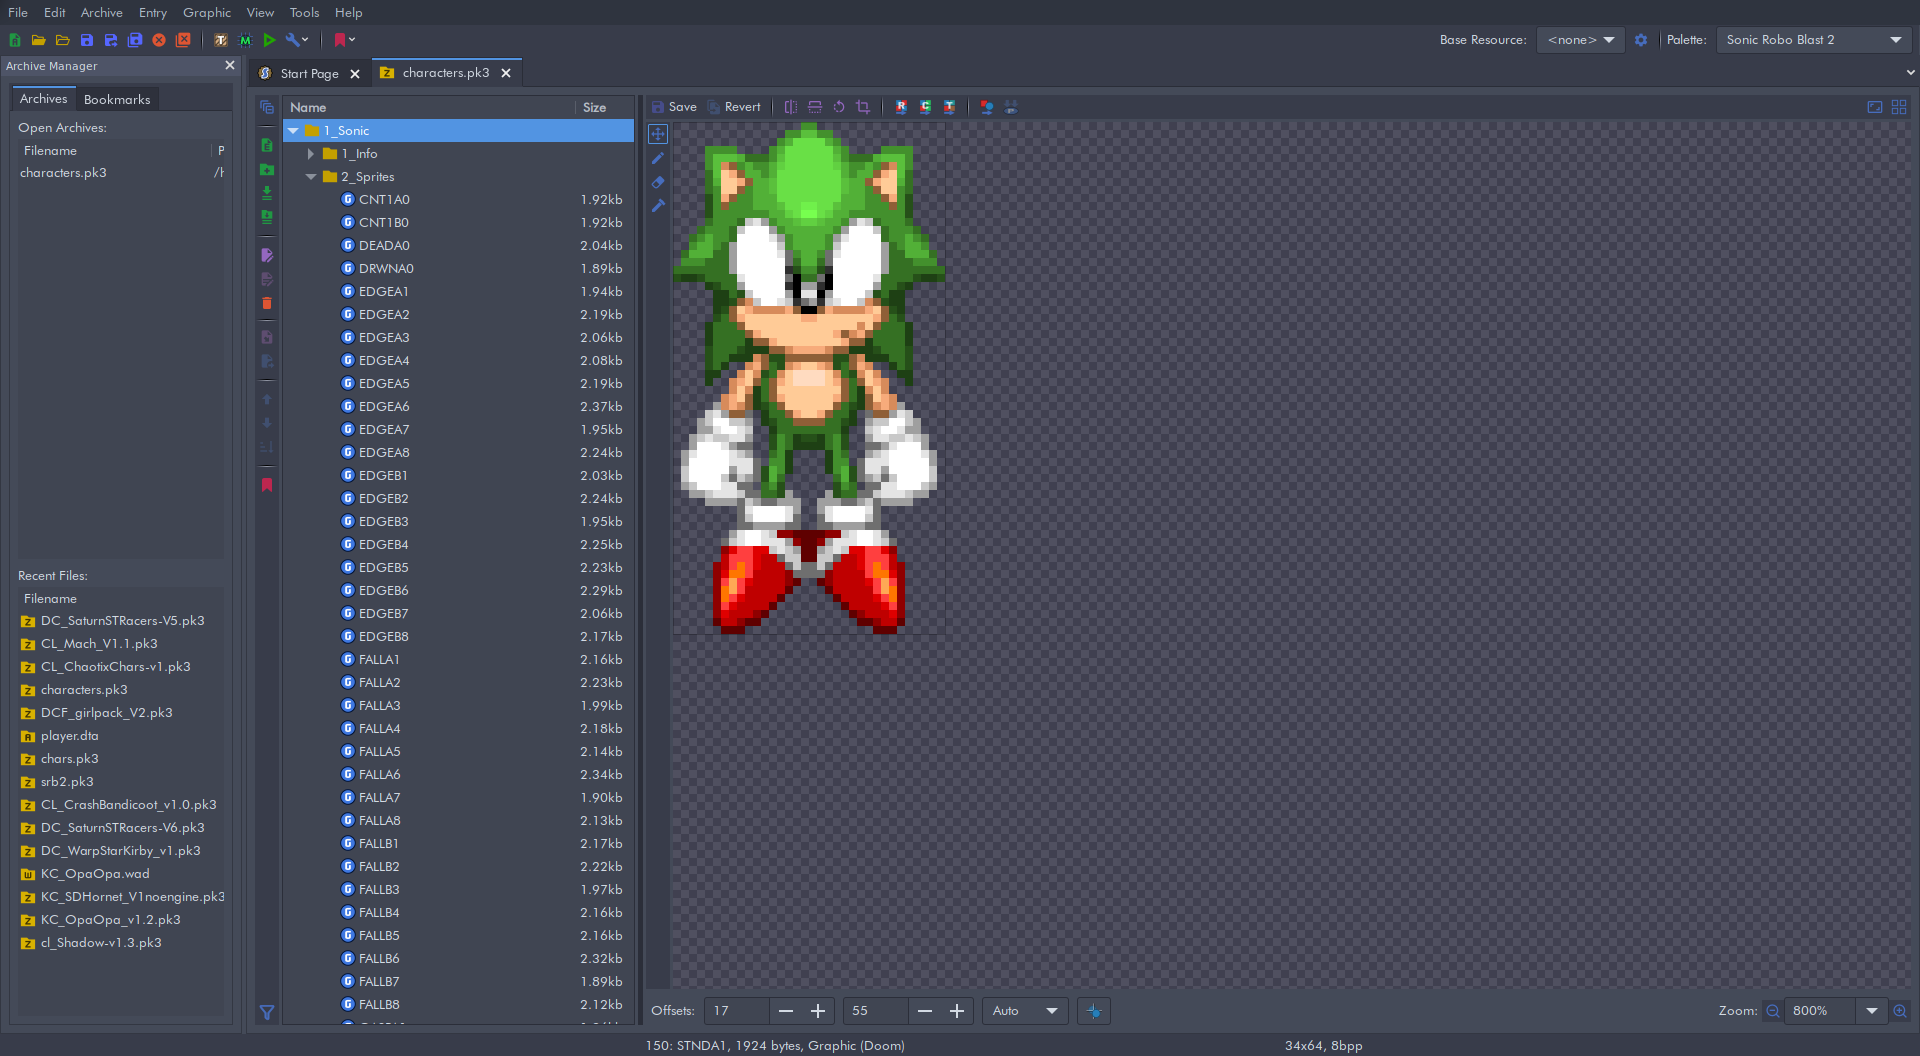 File Edit Archive Entry Graphic View Tools Help
Base Resource: <none> Palette: Sonic Robo Blast 2
Archive Manager
Start Page characters.pk3
Archives Bookmarks
Open Archives:
Filename P
characters.pk3
Recent Files:
Filename
DC_SaturnSTRacers-V5.pk3
CL_Mach_V1.1.pk3
CL_ChaotixChars-v1.pk3
characters.pk3
DCF_girlpack_V2.pk3
player.dta
chars.pk3
srb2.pk3
CL_CrashBandicoot_v1.0.pk3
DC_SaturnSTRacers-V6.pk3
DC_WarpStarKirby_v1.pk3
KC_OpaOpa.wad
KC_SDHornet_V1noengine.pk3
KC_OpaOpa_v1.2.pk3
cl_Shadow-v1.3.pk3
Name Size
1_Sonic
1_Info
2_Sprites
CNT1A0 1.92kb
CNT1B0 1.92kb
DEADA0 2.04kb
DRWNA0 1.89kb
EDGEA1 1.94kb
EDGEA2 2.19kb
EDGEA3 2.06kb
EDGEA4 2.08kb
EDGEA5 2.19kb
EDGEA6 2.37kb
EDGEA7 1.95kb
EDGEA8 2.24kb
EDGEB1 2.03kb
EDGEB2 2.24kb
EDGEB3 1.95kb
EDGEB4 2.25kb
EDGEB5 2.23kb
EDGEB6 2.29kb
EDGEB7 2.06kb
EDGEB8 2.17kb
FALLA1 2.16kb
FALLA2 2.23kb
FALLA3 1.99kb
FALLA4 2.18kb
FALLA5 2.14kb
FALLA6 2.34kb
FALLA7 1.90kb
FALLA8 2.13kb
FALLB1 2.17kb
FALLB2 2.22kb
FALLB3 1.97kb
FALLB4 2.16kb
FALLB5 2.16kb
FALLB6 2.32kb
FALLB7 1.89kb
FALLB8 2.12kb
Save Revert
Offsets: 17 55 Auto
Zoom: 800%
150: STNDA1, 1924 bytes, Graphic (Doom) 34x64, 8bpp